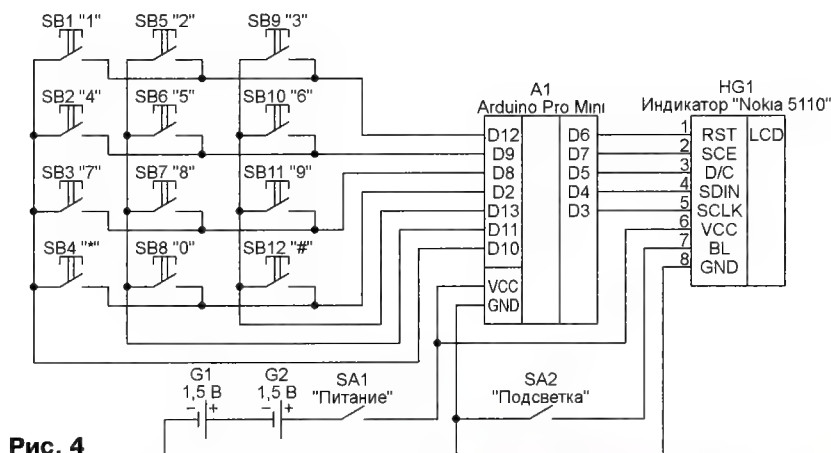 SB1 "1" SB5 "2" SB9 "3"
SB2 "4" SB6 "5" SB10 "6"
SB3 "7" SB7 "8" SB11 "9"
SB4 "*" SB8 "0" SB12 "#"
A1
Arduino Pro Mini
D12 D6
D9 D7
D8 D5
D2 D4
D13 D3
D11
D10
VCC
GND
HG1
Индикатор "Nokia 5110"
1 RST LCD
2 SCE
3 D/C
4 SDIN
5 SCLK
6 VCC
7 BL
8 GND
G1 G2 SA1 SA2
1,5 В 1,5 В "Питание" "Подсветка"
− + − +
Рис. 4